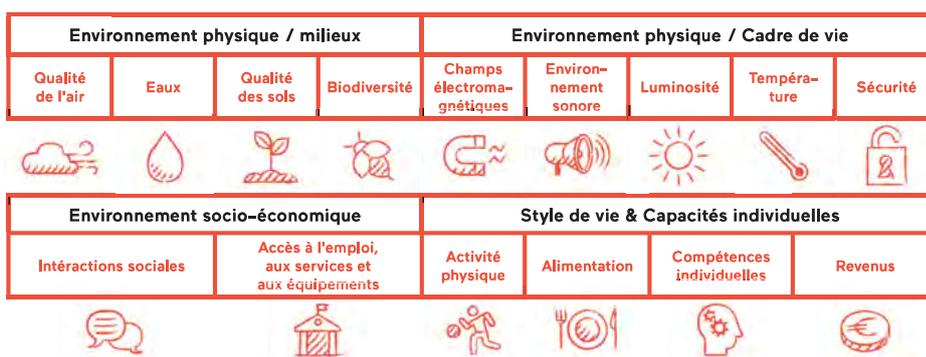 Environnement physique / milieux
Environnement physique / Cadre de vie
Qualité
de l'air
Eaux
Qualité
des sols
Biodiversité
Champs
électroma-
gnétiques
Environ-
nement
sonore
Luminosité
Tempéra-
ture
Sécurité
Environnement socio-économique
Style de vie & Capacités individuelles
Intéractions sociales
Accès à l'emploi,
aux services et
aux équipements
Activité
physique
Alimentation
Compétences
individuelles
Revenus